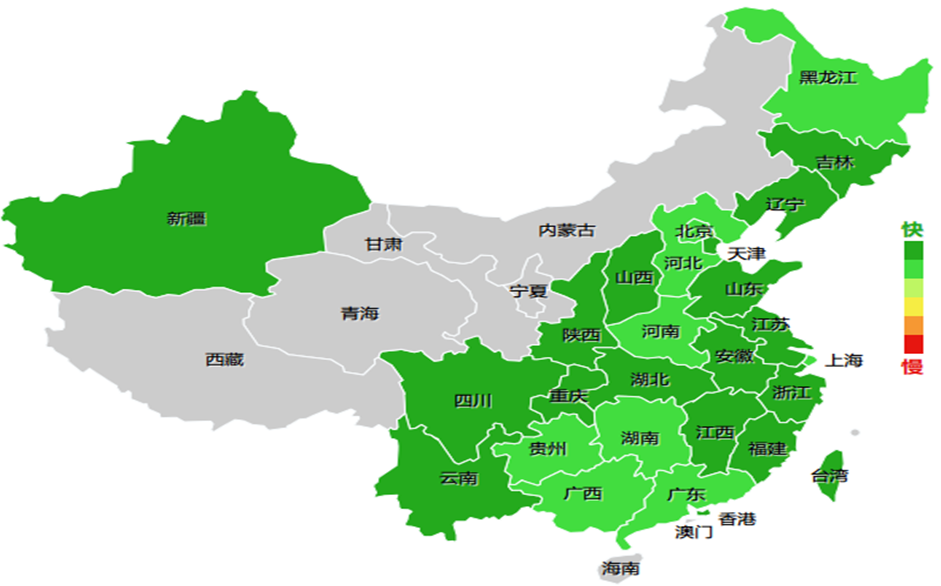 黑龙江
吉林
辽宁
新疆
内蒙古
北京
快
甘肃
天津
河北
山西
宁夏
山东
青海
江苏
陕西
河南
安徽
西藏
上海
湖北
浙江
慢
四川
重庆
江西
湖南
贵州
福建
云南
台湾
广西
广东
香港
澳门
海南